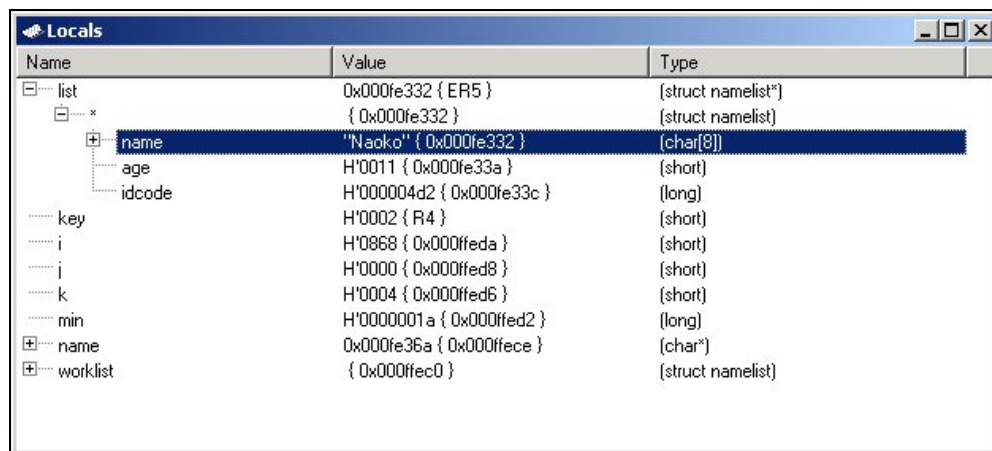 Locals
Name Value Type
list 0x000fe332 { ER5 } (struct namelist*)
* { 0x000fe332 } (struct namelist)
name "Naoko" { 0x000fe332 } (char[8])
age H'0011 { 0x000fe33a } (short)
idcode H'000004d2 { 0x000fe33c } (long)
key H'0002 { R4 } (short)
i H'0868 { 0x000ffeda } (short)
j H'0000 { 0x000ffed8 } (short)
k H'0004 { 0x000ffed6 } (short)
min H'0000001a { 0x000ffed2 } (long)
name 0x000fe36a { 0x000ffece } (char*)
worklist { 0x000ffec0 } (struct namelist)